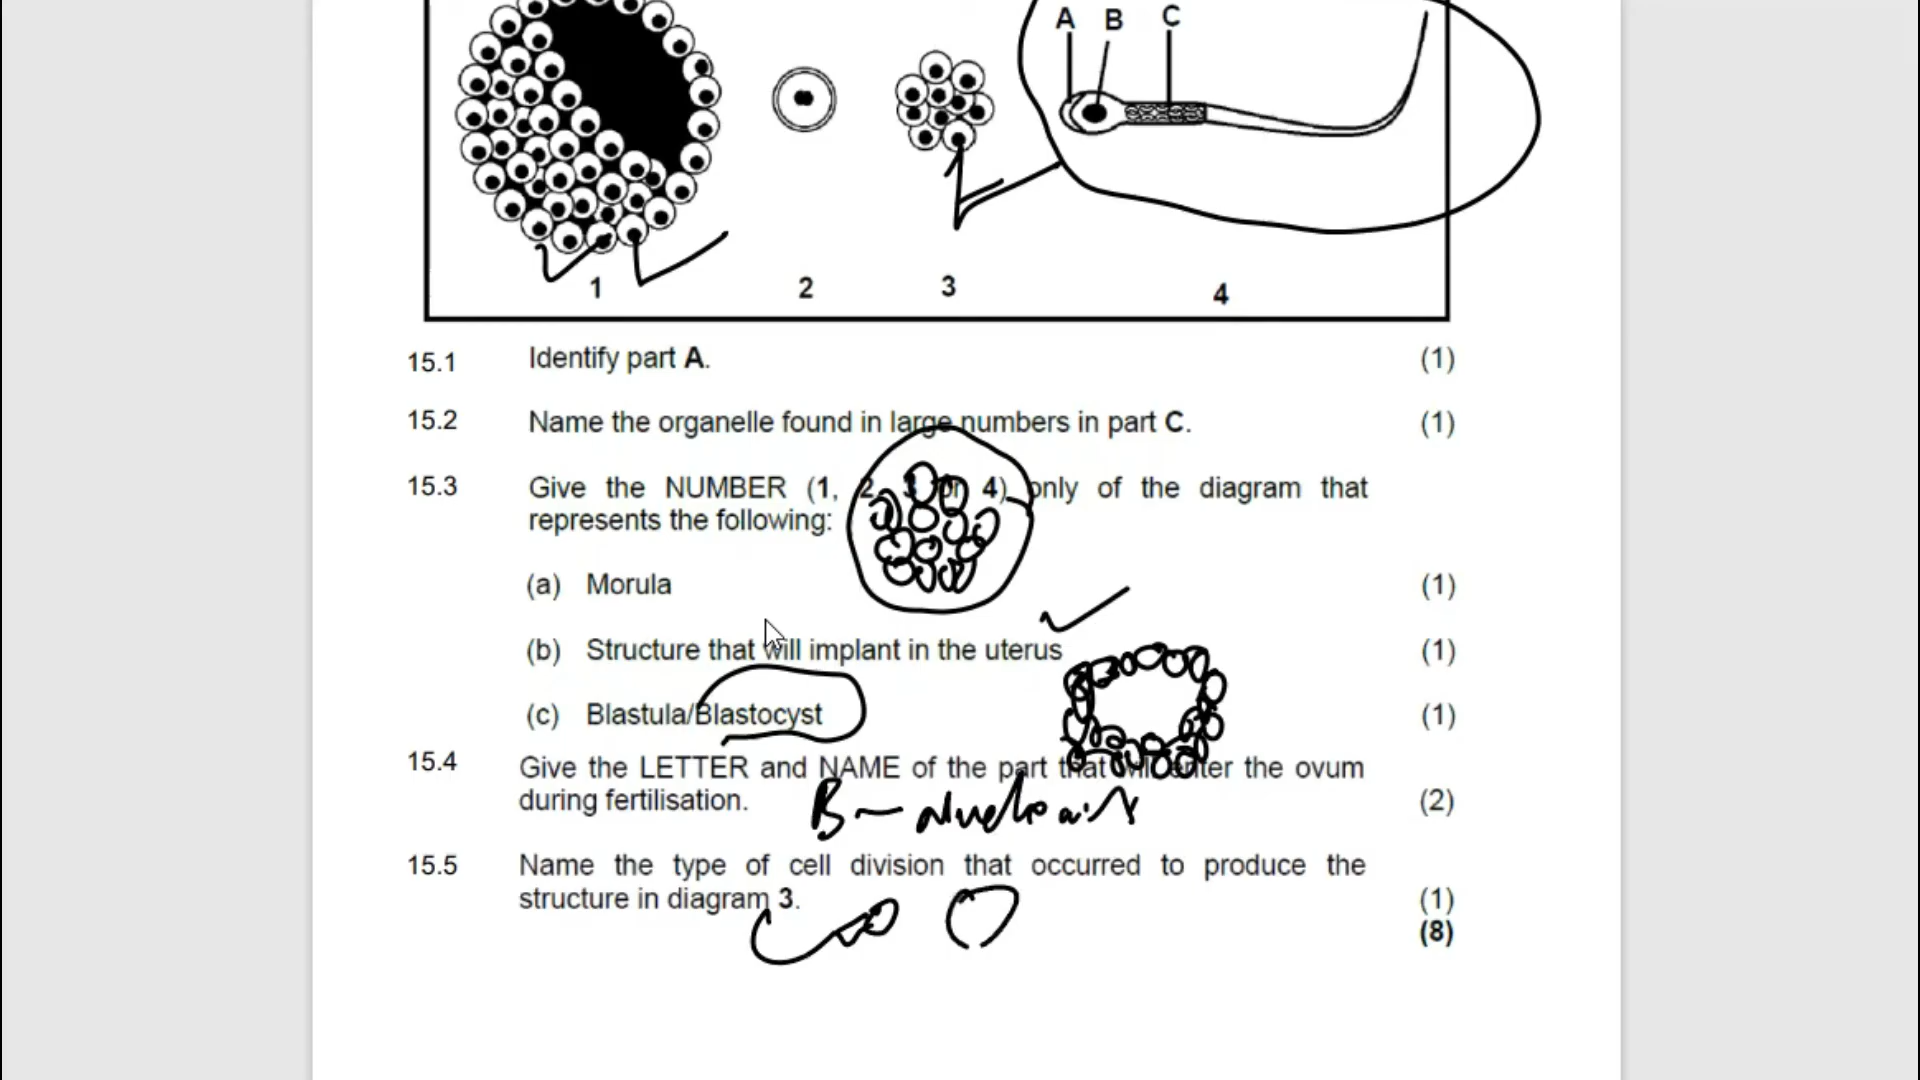 A B C
1 2 3 4
15.1 Identify part A. (1)
15.2 Name the organelle found in large numbers in part C. (1)
15.3 Give the NUMBER (1, 2, 3 or 4) only of the diagram that
represents the following:
(a) Morula (1)
(b) Structure that will implant in the uterus (1)
(c) Blastula/Blastocyst (1)
15.4 Give the LETTER and NAME of the part that will enter the ovum
during fertilisation. (2)
B –
15.5 Name the type of cell division that occurred to produce the
structure in diagram 3. (1)
(8)